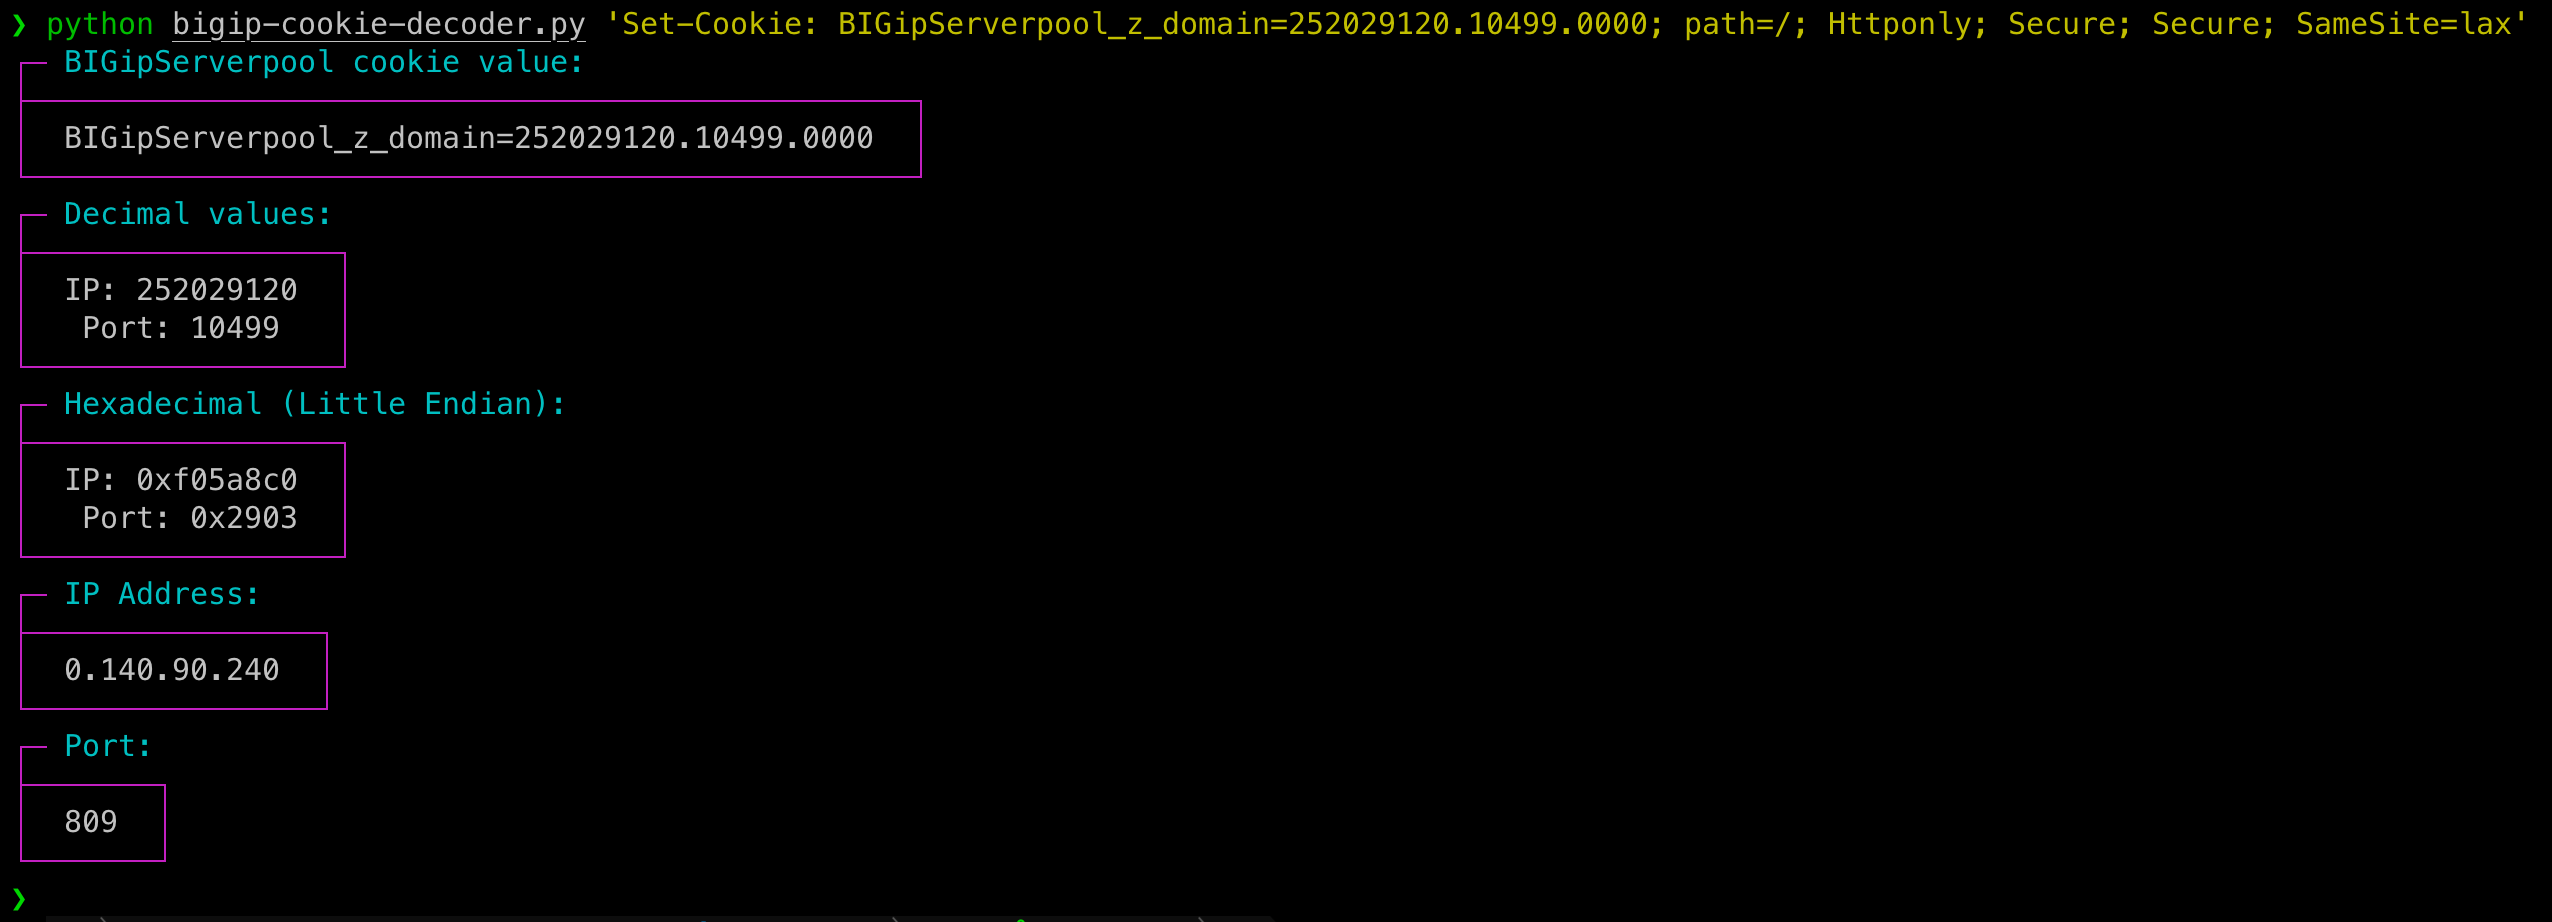 ❯ python bigip-cookie-decoder.py 'Set-Cookie: BIGipServerpool_z_domain=252029120.10499.0000; path=/; Httponly; Secure; Secure; SameSite=lax'
BIGipServerpool cookie value:
BIGipServerpool_z_domain=252029120.10499.0000
Decimal values:
IP: 252029120
Port: 10499
Hexadecimal (Little Endian):
IP: 0xf05a8c0
Port: 0x2903
IP Address:
0.140.90.240
Port:
809
❯